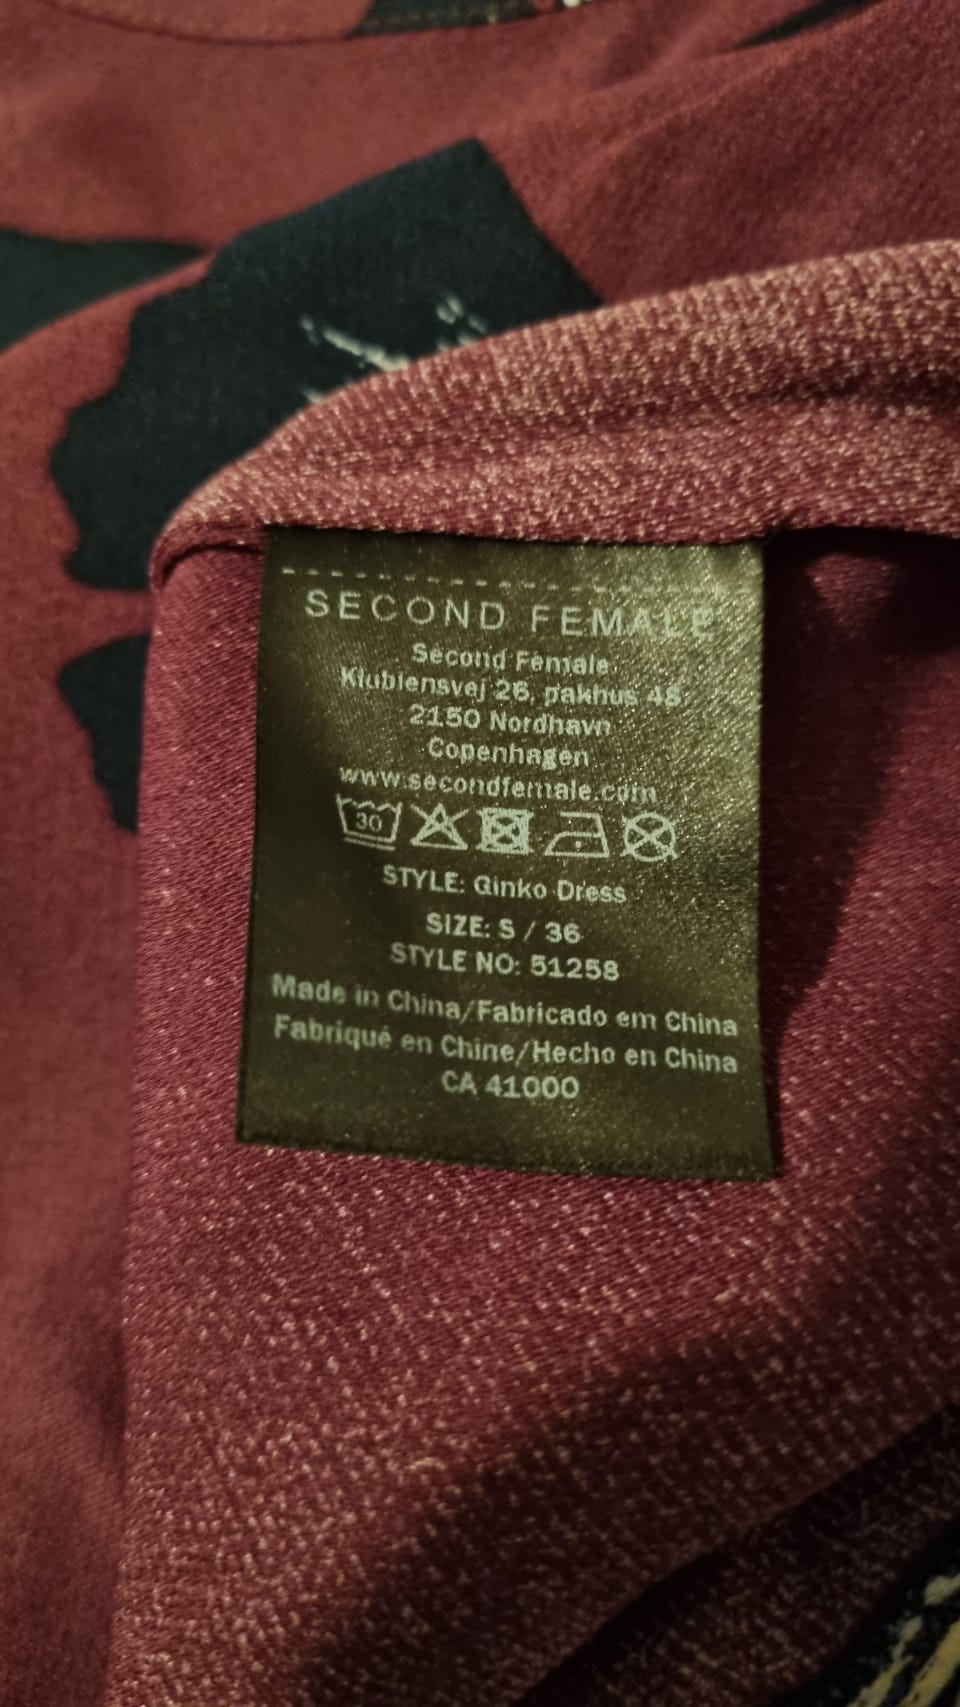 SECOND FEMALE
Second Female
Klubiensvej 26, pakhus 48
2150 Nordhavn
Copenhagen
www.secondfemale.com
30
STYLE: Ginko Dress
SIZE: S / 36
STYLE NO: 51258
Made in China/Fabricado em China
Fabriqué en Chine/Hecho en China
CA 41000